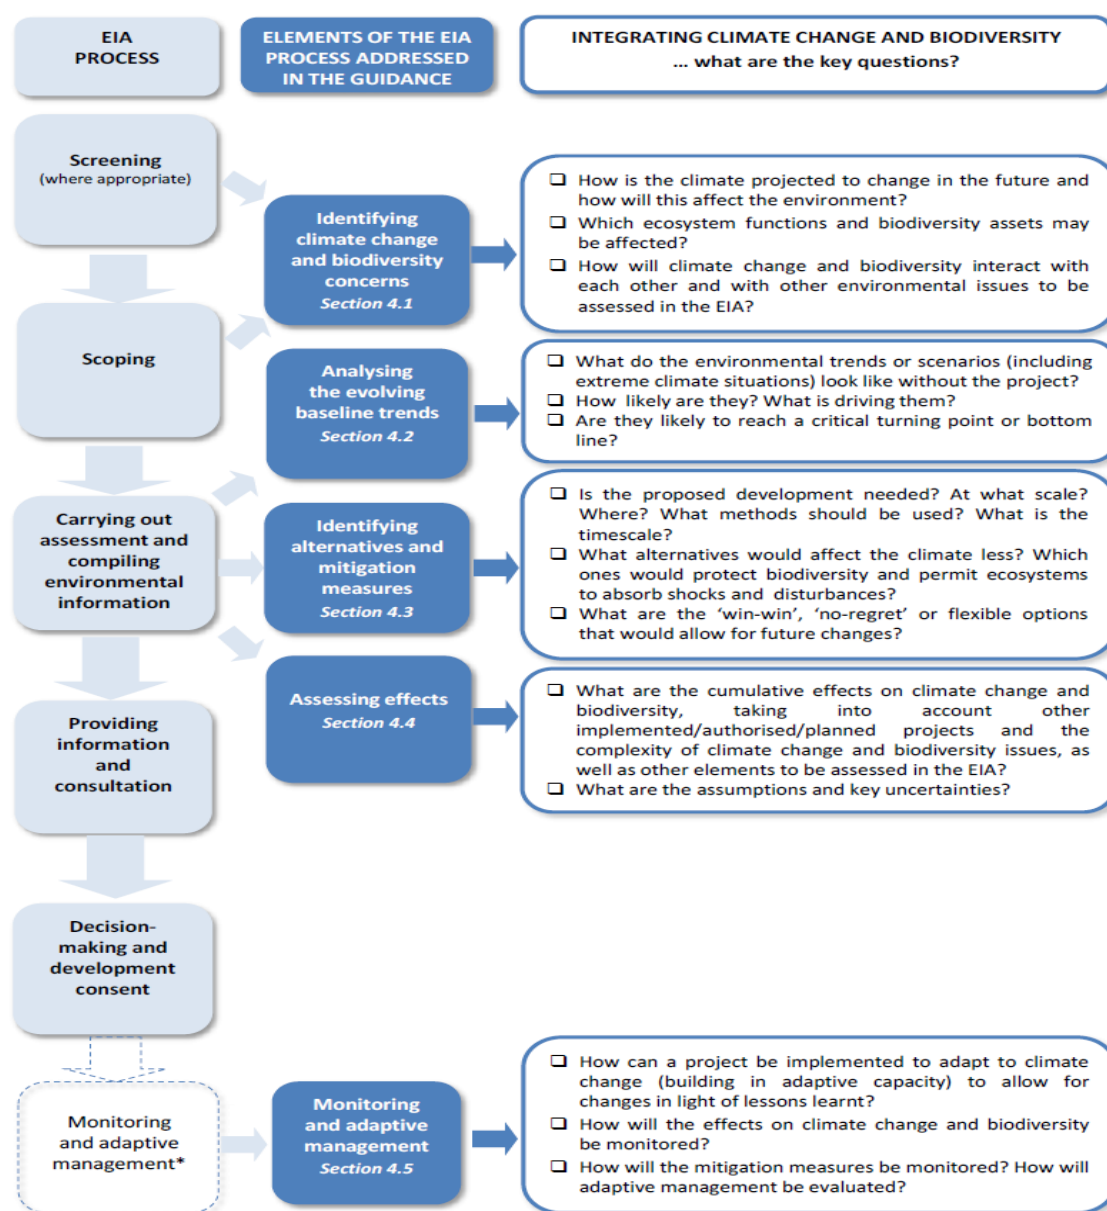 EIA
PROCESS
ELEMENTS OF THE EIA
PROCESS ADDRESSED
IN THE GUIDANCE
INTEGRATING CLIMATE CHANGE AND BIODIVERSITY
... what are the key questions?
Screening
(where appropriate)
Identifying
climate change
and biodiversity
concerns
Section 4.1
❑ How is the climate projected to change in the future and
how will this affect the environment?
❑ Which ecosystem functions and biodiversity assets may
be affected?
❑ How will climate change and biodiversity interact with
each other and with other environmental issues to be
assessed in the EIA?
Scoping
Analysing
the evolving
baseline trends
Section 4.2
❑ What do the environmental trends or scenarios (including
extreme climate situations) look like without the project?
❑ How likely are they? What is driving them?
❑ Are they likely to reach a critical turning point or bottom
line?
Carrying out
assessment and
compiling
environmental
information
Identifying
alternatives and
mitigation
measures
Section 4.3
❑ Is the proposed development needed? At what scale?
Where? What methods should be used? What is the
timescale?
❑ What alternatives would affect the climate less? Which
ones would protect biodiversity and permit ecosystems
to absorb shocks and disturbances?
❑ What are the ‘win-win’, ‘no-regret’ or flexible options
that would allow for future changes?
Providing
information
and
consultation
Assessing effects
Section 4.4
❑ What are the cumulative effects on climate change and
biodiversity, taking into account other
implemented/authorised/planned projects and the
complexity of climate change and biodiversity issues, as
well as other elements to be assessed in the EIA?
❑ What are the assumptions and key uncertainties?
Decision-
making and
development
consent
Monitoring
and adaptive
management*
Monitoring
and adaptive
management
Section 4.5
❑ How can a project be implemented to adapt to climate
change (building in adaptive capacity) to allow for
changes in light of lessons learnt?
❑ How will the effects on climate change and biodiversity
be monitored?
❑ How will the mitigation measures be monitored? How will
adaptive management be evaluated?